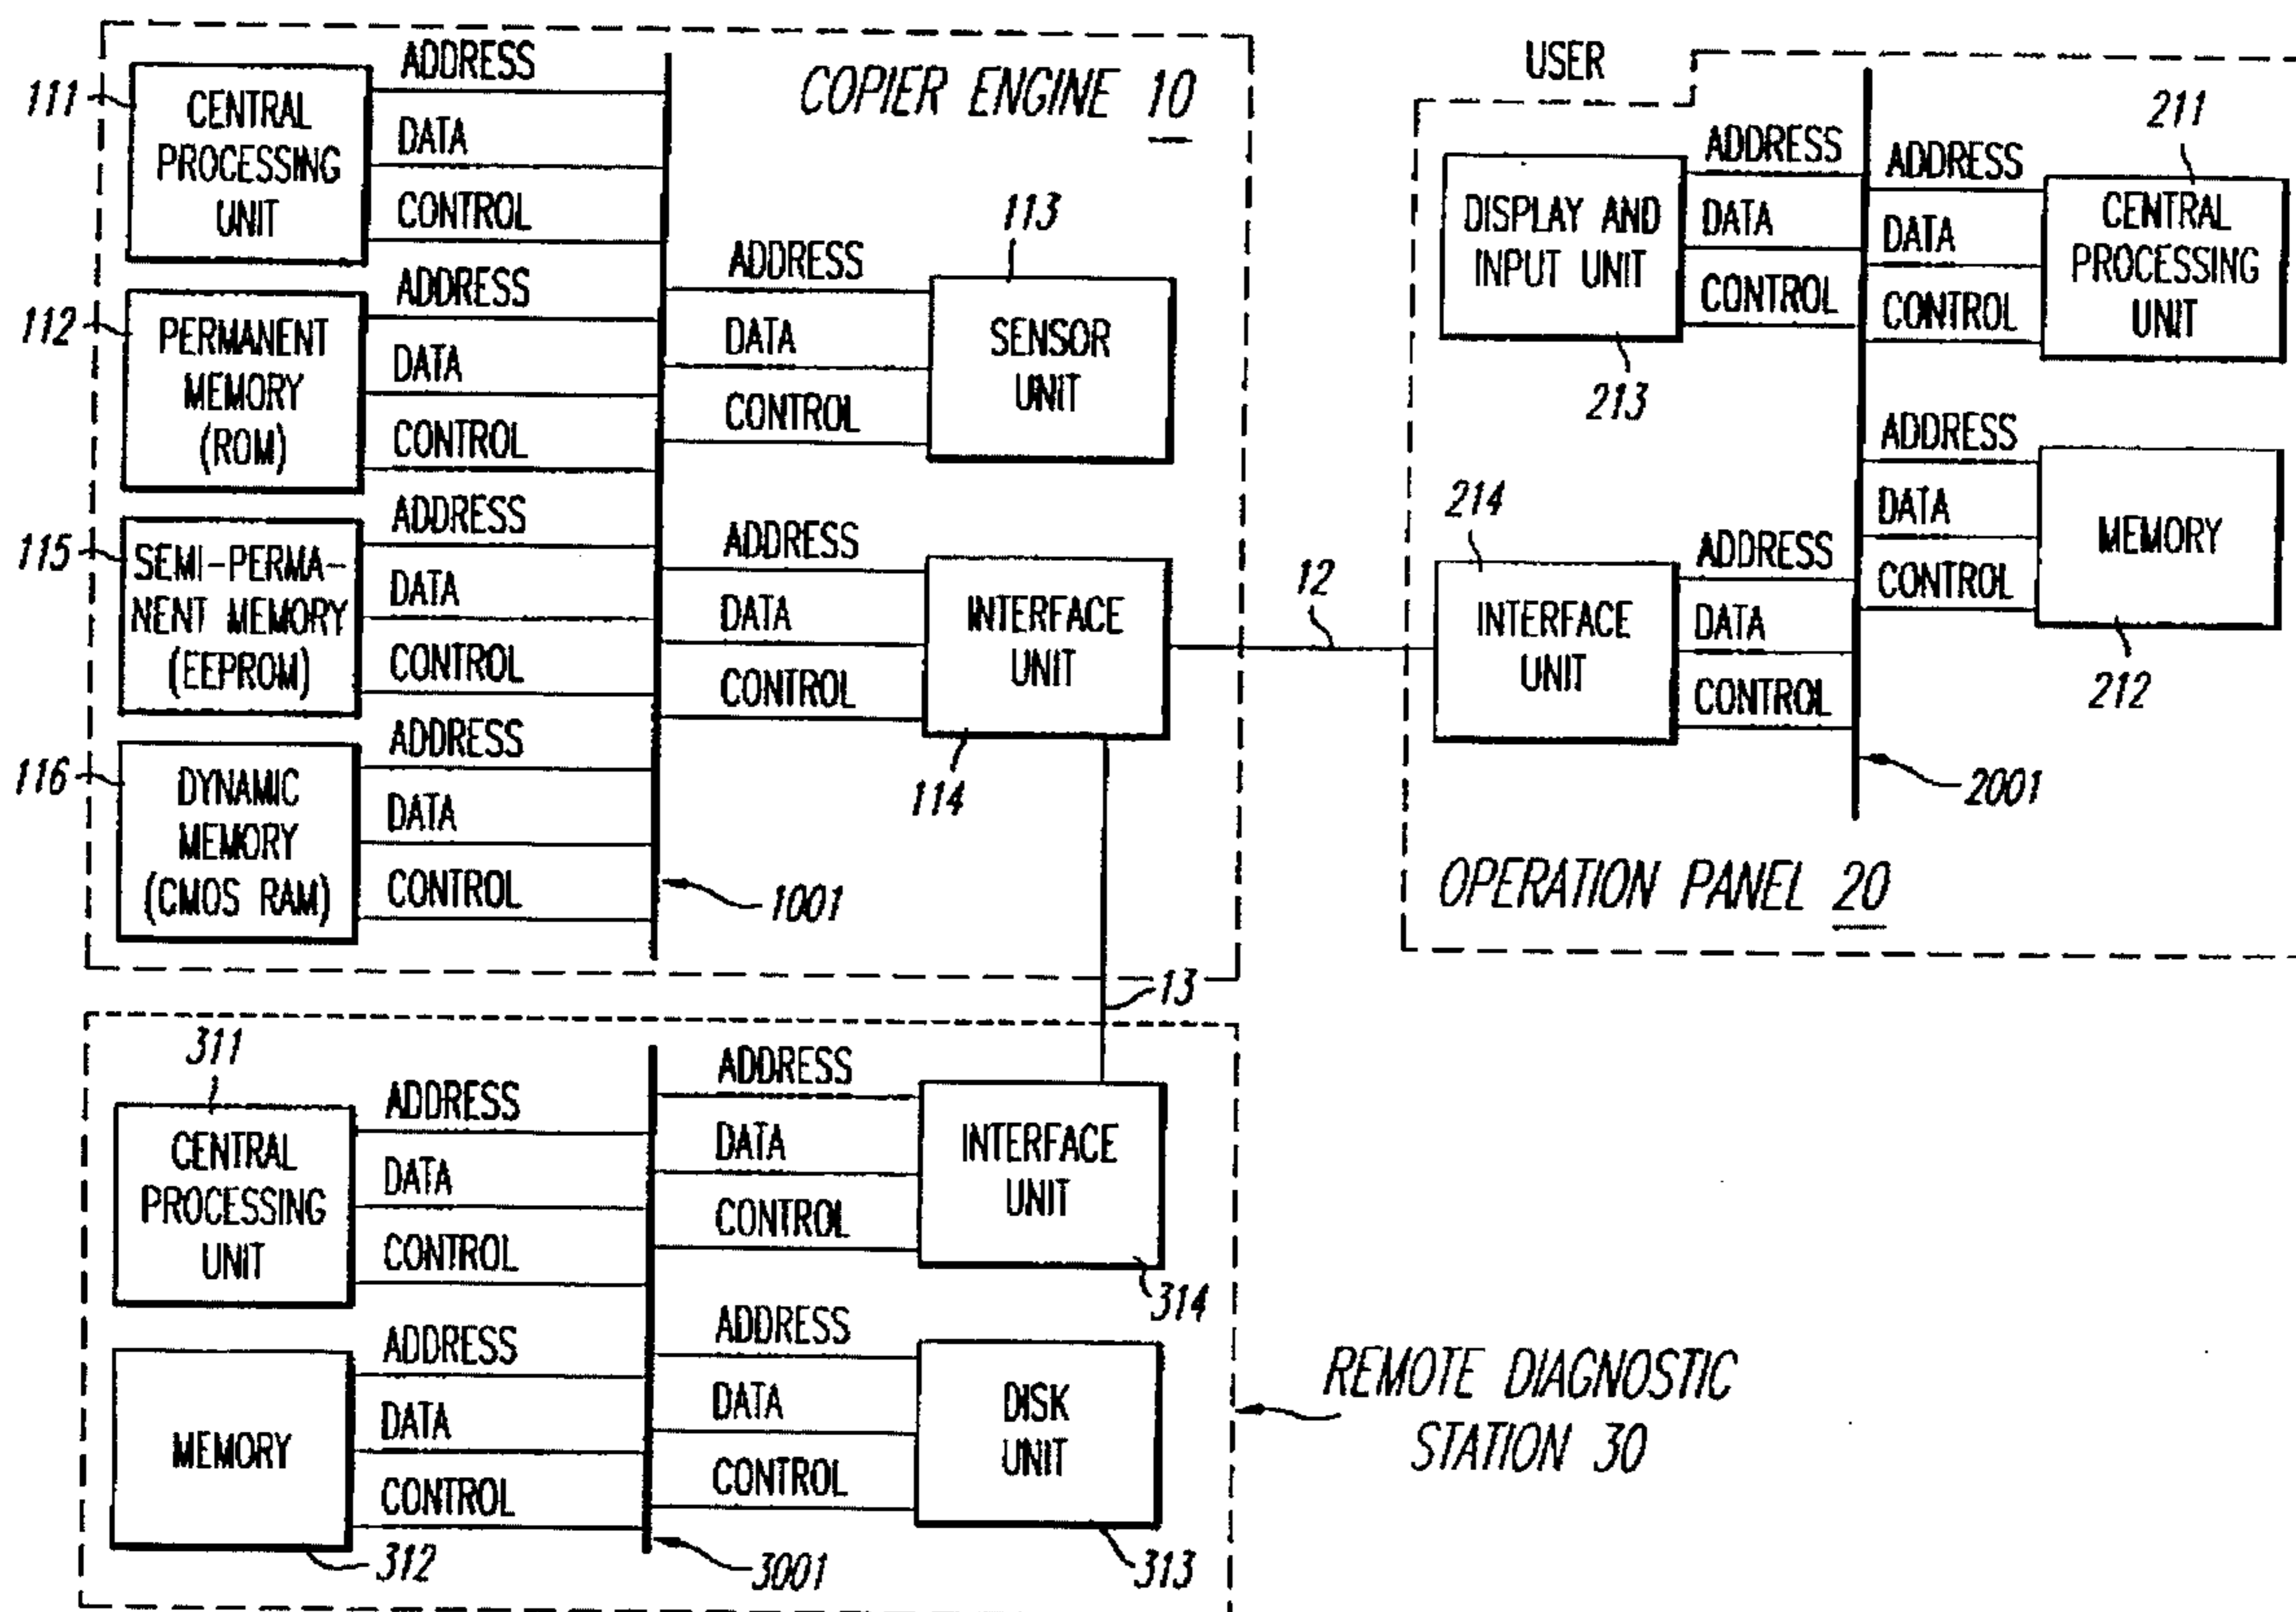 COPIER ENGINE 10
111
CENTRAL
PROCESSING
UNIT
ADDRESS
DATA
CONTROL
112
PERMANENT
MEMORY
(ROM)
ADDRESS
DATA
CONTROL
115
SEMI-PERMA-
NENT MEMORY
(EEPROM)
ADDRESS
DATA
CONTROL
116
DYNAMIC
MEMORY
(CMOS RAM)
ADDRESS
DATA
CONTROL
1001
113
ADDRESS
DATA
CONTROL
SENSOR
UNIT
ADDRESS
DATA
CONTROL
INTERFACE
UNIT
114
12
13
USER
DISPLAY AND
INPUT UNIT
213
ADDRESS
DATA
CONTROL
211
ADDRESS
DATA
CONTROL
CENTRAL
PROCESSING
UNIT
214
INTERFACE
UNIT
ADDRESS
DATA
CONTROL
ADDRESS
DATA
CONTROL
MEMORY
212
2001
OPERATION PANEL 20
311
CENTRAL
PROCESSING
UNIT
ADDRESS
DATA
CONTROL
ADDRESS
DATA
CONTROL
INTERFACE
UNIT
314
MEMORY
312
ADDRESS
DATA
CONTROL
3001
ADDRESS
DATA
CONTROL
DISK
UNIT
313
REMOTE DIAGNOSTIC
STATION 30